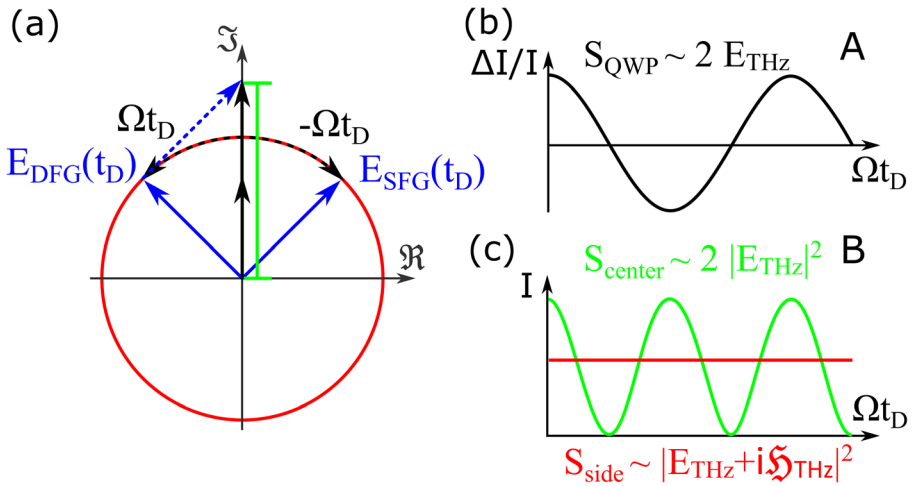 (a)
ℑ
Ωt_D
-Ωt_D
E_DFG(t_D)
E_SFG(t_D)
ℜ
(b)
A
ΔI/I
S_QWP ~ 2 E_THz
Ωt_D
(c)
B
S_center ~ 2 |E_THz|²
I
Ωt_D
S_side ~ |E_THz+iℌ_THz|²